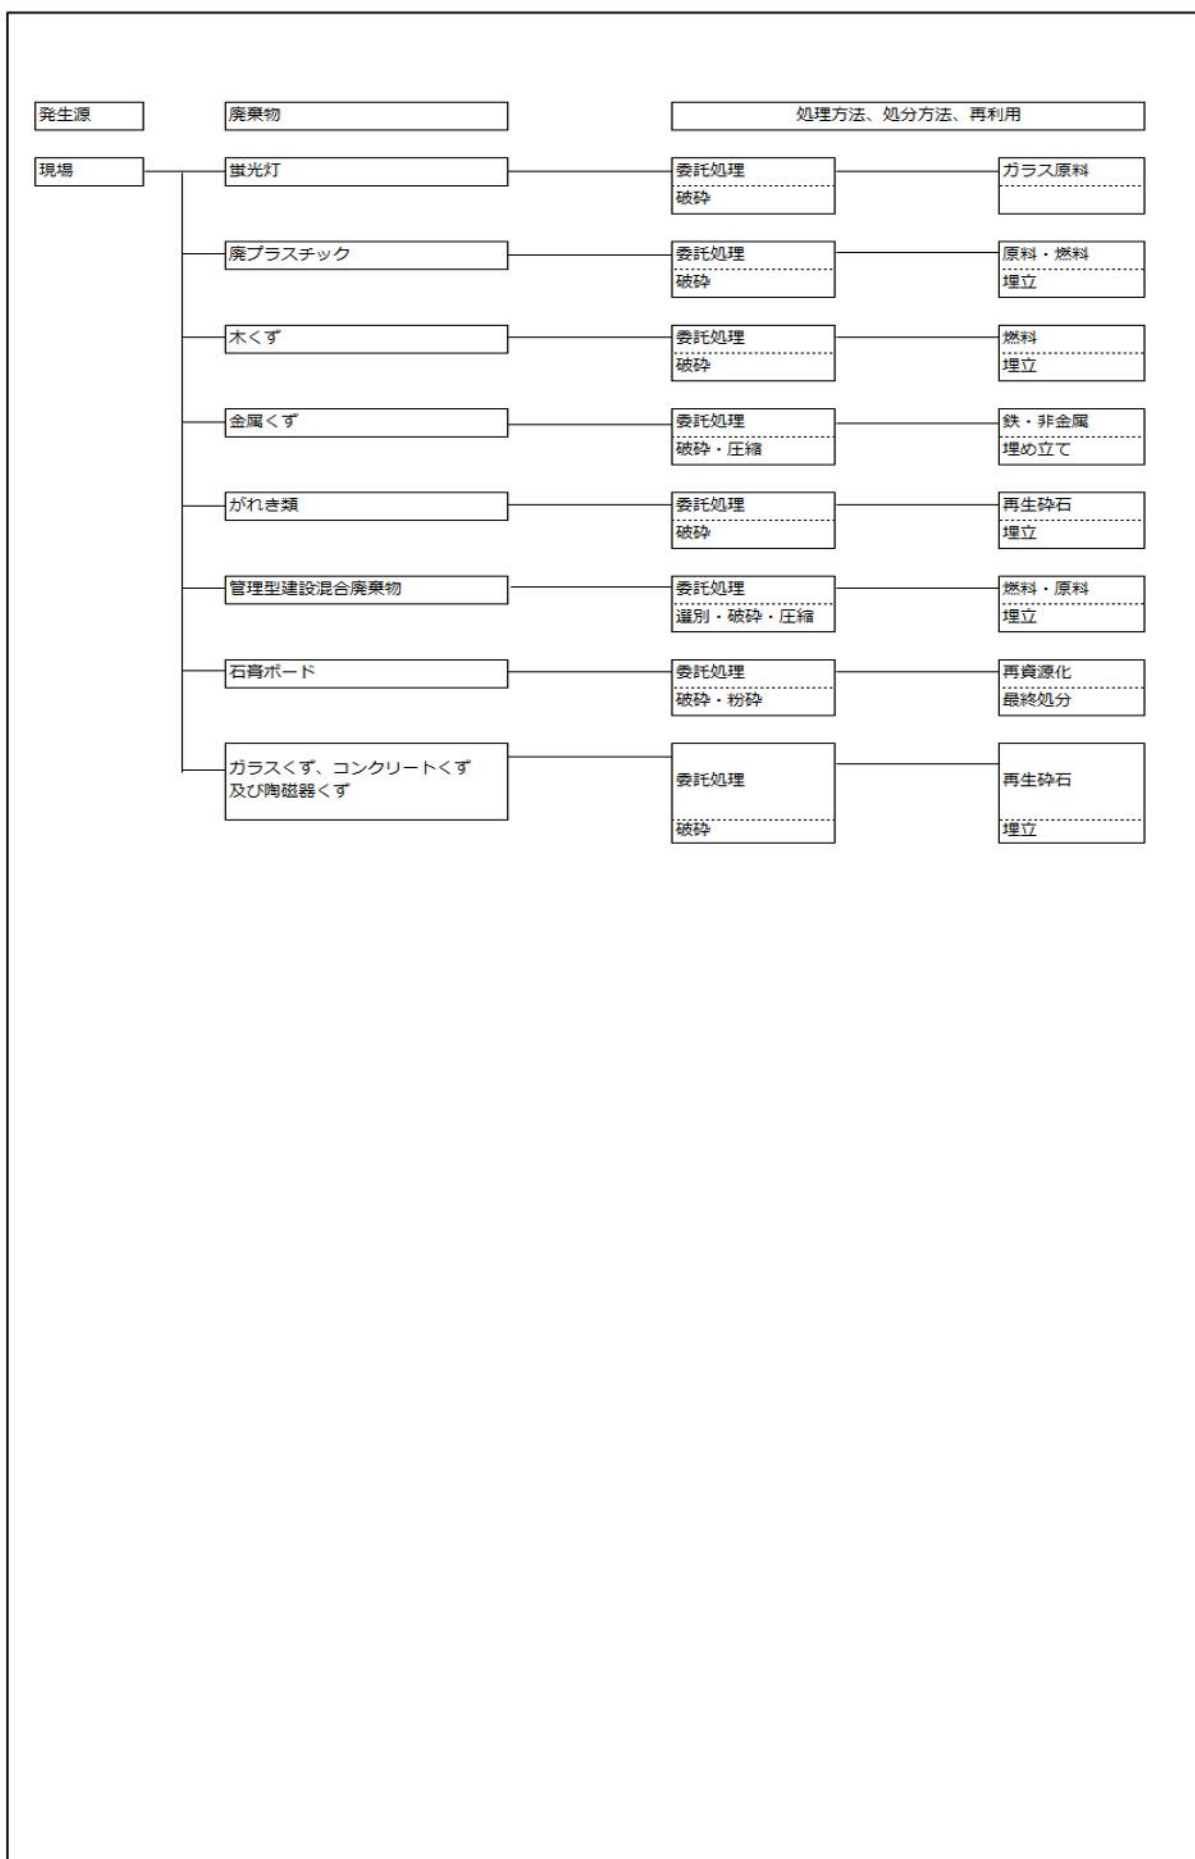 発生源 廃棄物 処理方法、処分方法、再利用
現場 蛍光灯 委託処理 ガラス原料
破砕
廃プラスチック 委託処理 原料・燃料
破砕 埋立
木くず 委託処理 燃料
破砕 埋立
金属くず 委託処理 鉄・非金属
破砕・圧縮 埋め立て
がれき類 委託処理 再生砕石
破砕 埋立
管理型建設混合廃棄物 委託処理 燃料・原料
選別・破砕・圧縮 埋立
石膏ボード 委託処理 再資源化
破砕・粉砕 最終処分
ガラスくず、コンクリートくず
及び陶磁器くず 委託処理 再生砕石
破砕 埋立